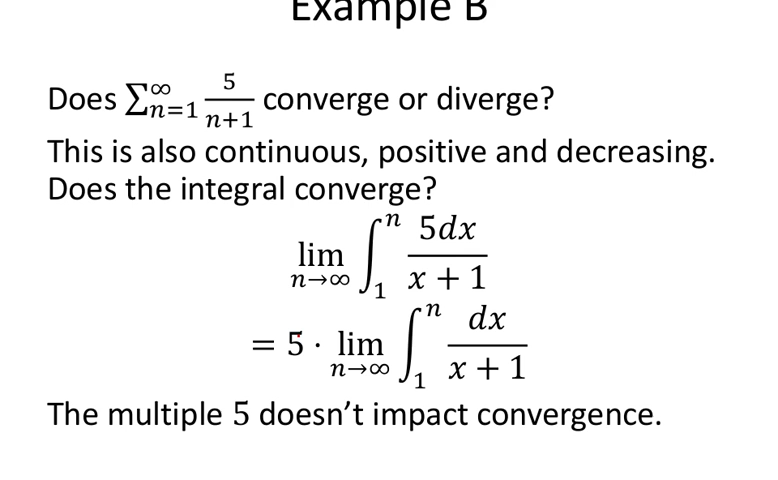 Example B
Does ∑_{n=1}^{∞} 5/(n+1) converge or diverge?
This is also continuous, positive and decreasing.
Does the integral converge?
lim_{n→∞} ∫_1^n 5dx/(x + 1)
= 5 · lim_{n→∞} ∫_1^n dx/(x + 1)
The multiple 5 doesn’t impact convergence.